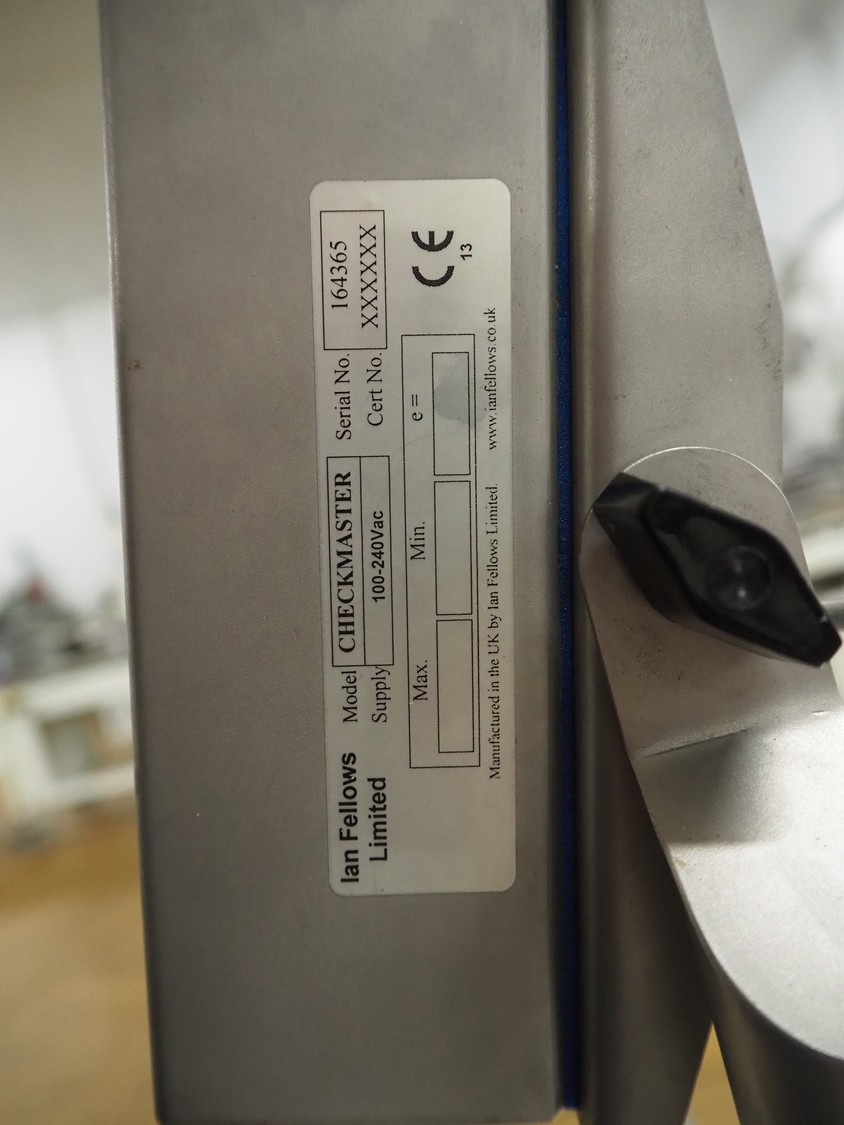 Ian Fellows
Limited
Model CHECKMASTER Serial No. 164365
Supply 100-240Vac Cert No. XXXXXXX
Max. Min. e =
CE
13
Manufactured in the UK by Ian Fellows Limited. www.ianfellows.co.uk